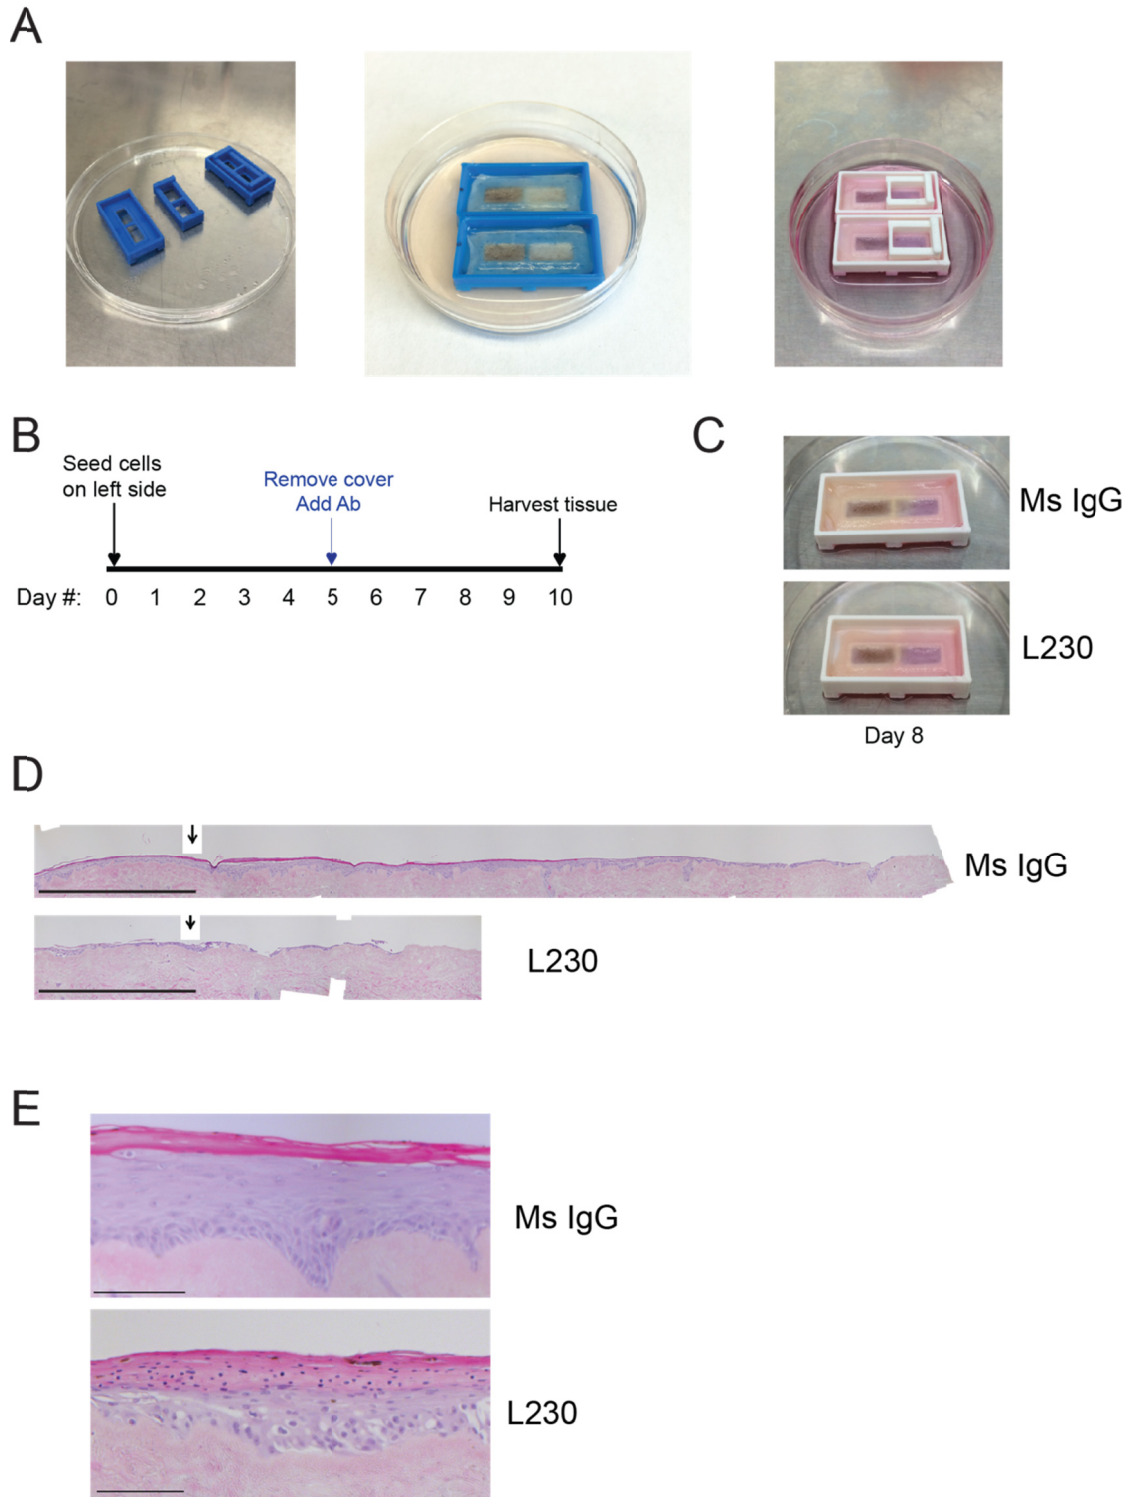 A
B
Seed cells
on left side
Remove cover
Add Ab
Harvest tissue
Day #: 0 1 2 3 4 5 6 7 8 9 10
C
Ms IgG
L230
Day 8
D
Ms IgG
L230
E
Ms IgG
L230